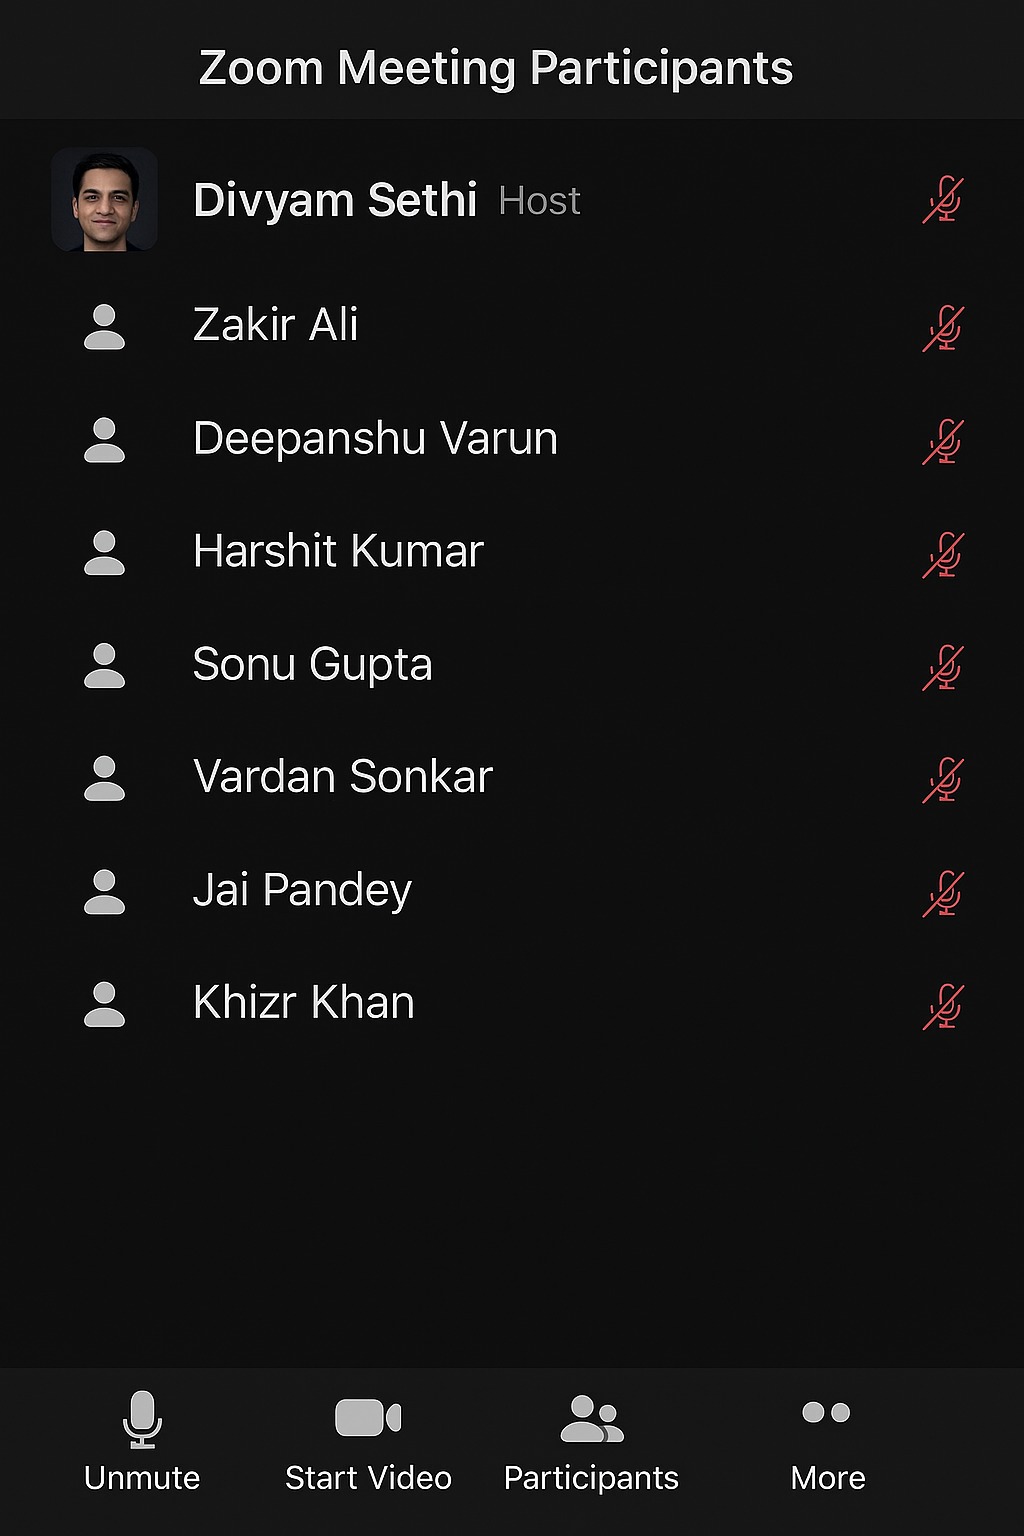 Zoom Meeting Participants
Divyam Sethi Host
Zakir Ali
Deepanshu Varun
Harshit Kumar
Sonu Gupta
Vardan Sonkar
Jai Pandey
Khizr Khan
Unmute Start Video Participants More